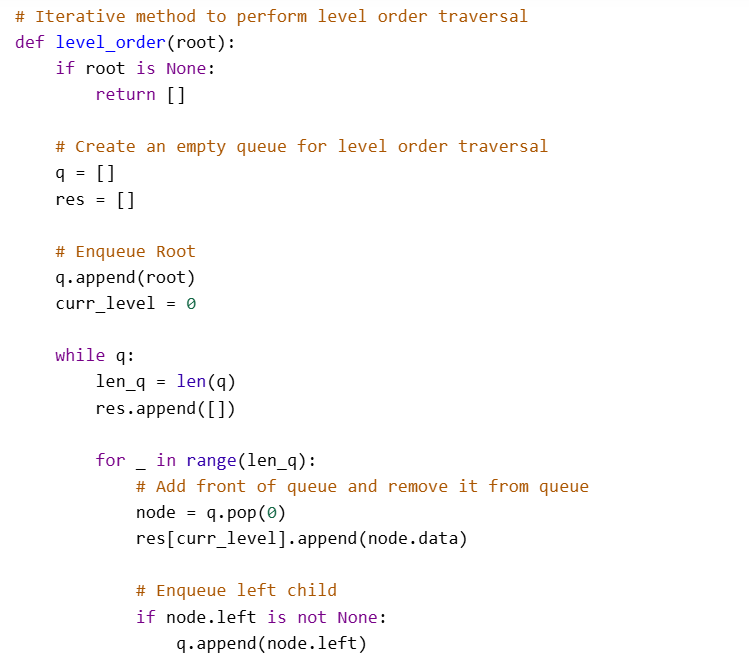 # Iterative method to perform level order traversal
def level_order(root):
    if root is None:
        return []

    # Create an empty queue for level order traversal
    q = []
    res = []

    # Enqueue Root
    q.append(root)
    curr_level = 0

    while q:
        len_q = len(q)
        res.append([])

        for _ in range(len_q):
            # Add front of queue and remove it from queue
            node = q.pop(0)
            res[curr_level].append(node.data)

            # Enqueue left child
            if node.left is not None:
                q.append(node.left)